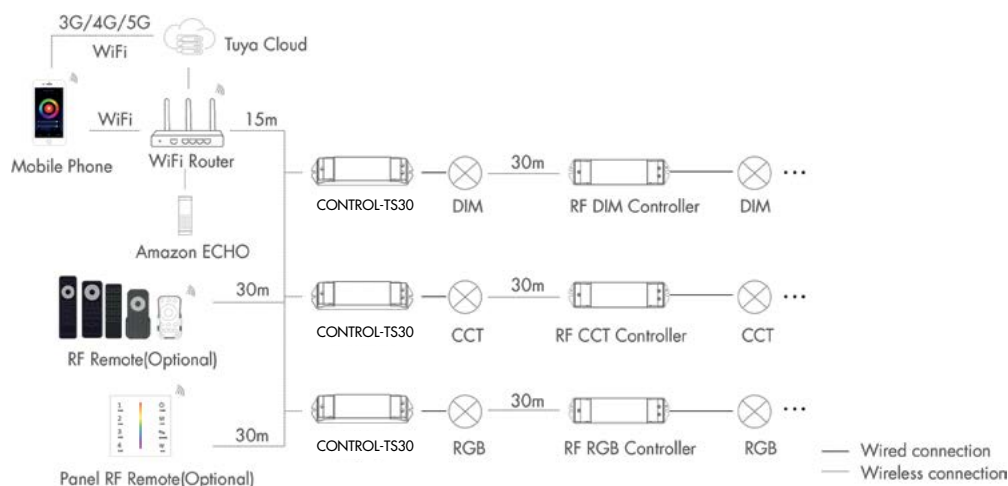 3G/4G/5G
WiFi
Tuya Cloud
WiFi
15m
Mobile Phone
WiFi Router
30m
CONTROL-TS30
DIM
RF DIM Controller
DIM
Amazon ECHO
30m
30m
CONTROL-TS30
CCT
RF CCT Controller
CCT
RF Remote(Optional)
30m
30m
CONTROL-TS30
RGB
RF RGB Controller
RGB
Panel RF Remote(Optional)
Wired connection
Wireless connection